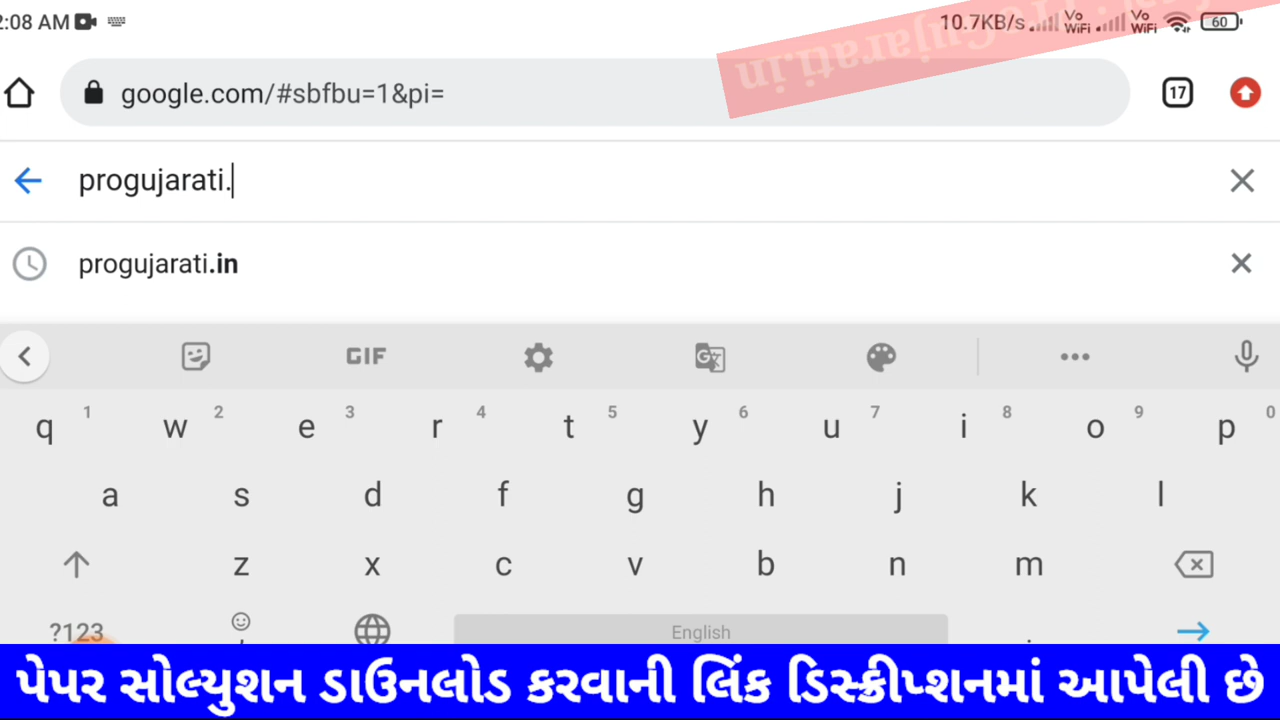 2:08 AM 10.7KB/s Vo WiFi Vo WiFi 60
google.com/#sbfbu=1&pi= 17
progujarati.
progujarati.in
GIF
q 1 w 2 e 3 r 4 t 5 y 6 u 7 i 8 o 9 p 0
a s d f g h j k l
z x c v b n m
?123 , English .
પેપર સોલ્યુશન ડાઉનલોડ કરવાની લિંક ડિસ્ક્રીપ્શનમાં આપેલી છે